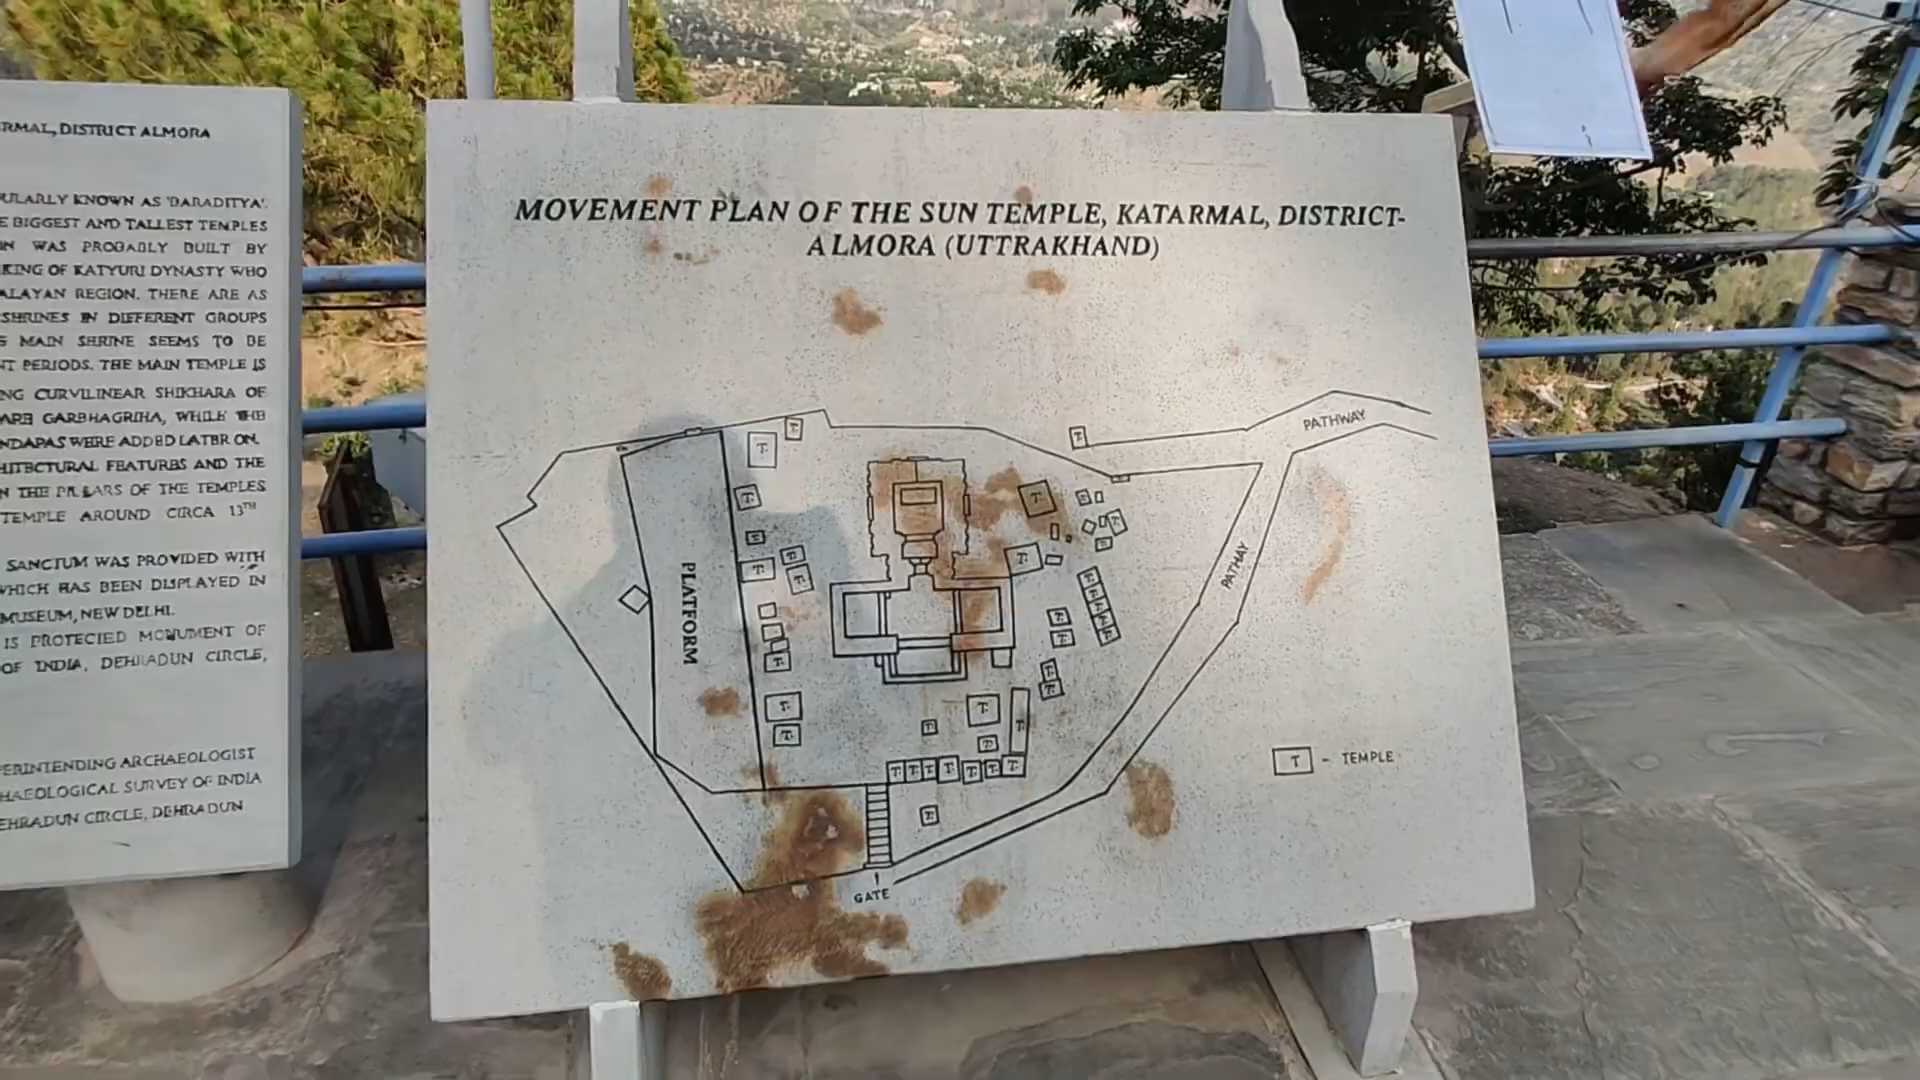 RMAL, DISTRICT ALMORA
ULARLY KNOWN AS 'BARADITYA'.
E BIGGEST AND TALLEST TEMPLES
N WAS PROBABLY BUILT BY
KING OF KATYURI DYNASTY WHO
ALAYAN REGION. THERE ARE AS
SHRINES IN DIFFERENT GROUPS
MAIN SHRINE SEEMS TO BE
NT PERIODS. THE MAIN TEMPLE IS
NG CURVILINEAR SHIKHARA OF
GARBHAGRIHA, WHILE THE
NDAPAS WERE ADDED LATER ON.
HITECTURAL FEATURES AND THE
N THE PILLARS OF THE TEMPLES
TEMPLE AROUND CIRCA 13TH
SANCTUM WAS PROVIDED WITH
WHICH HAS BEEN DISPLAYED IN
MUSEUM, NEW DELHI.
IS PROTECIED MONUMENT OF
OF INDIA, DEHRADUN CIRCLE,
PERINTENDING ARCHAEOLOGIST
HAEOLOGICAL SURVEY OF INDIA
EHRADUN CIRCLE, DEHRADUN
MOVEMENT PLAN OF THE SUN TEMPLE, KATARMAL, DISTRICT-
ALMORA (UTTRAKHAND)
PATHWAY
PATHAY
PLATFORM
T - TEMPLE
GATE